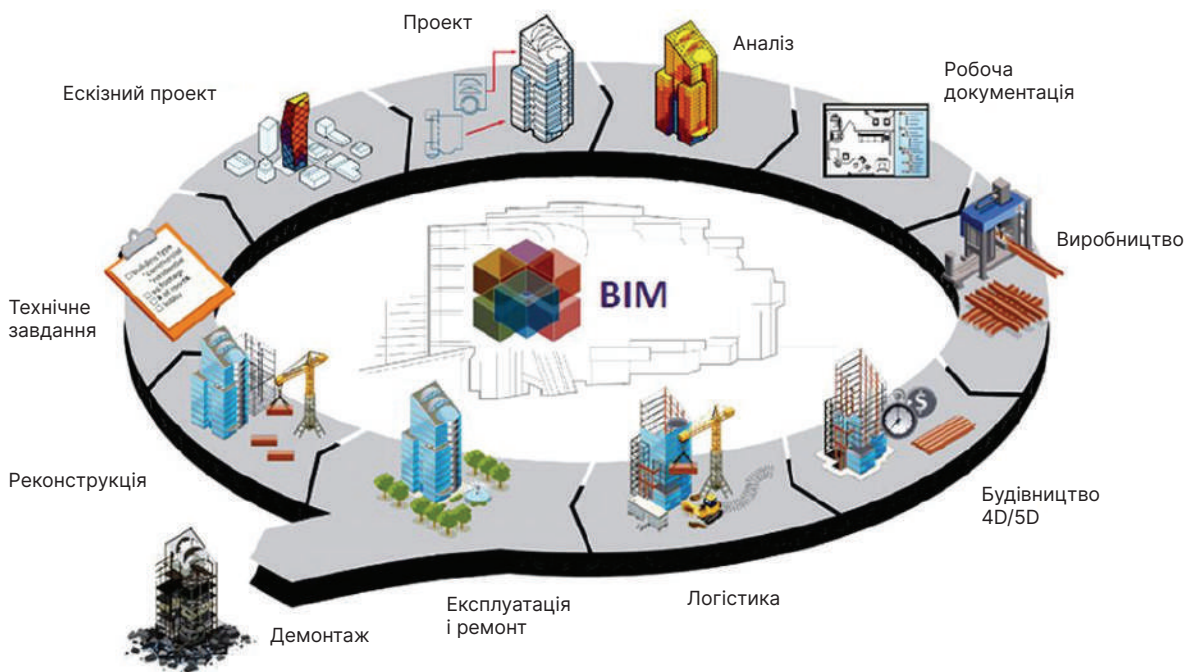 Проект
Аналіз
Ескізний проект
Робоча
документація
Виробництво
BIM
Технічне
завдання
Реконструкція
Будівництво
4D/5D
$
Логістика
Експлуатація
і ремонт
Демонтаж